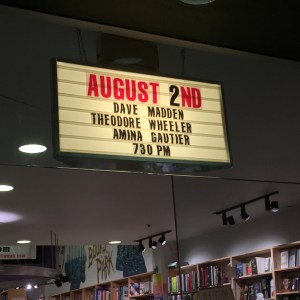 AUGUST 2ND
DAVE MADDEN
THEODORE WHEELER
AMINA GAUTIER
730 PM